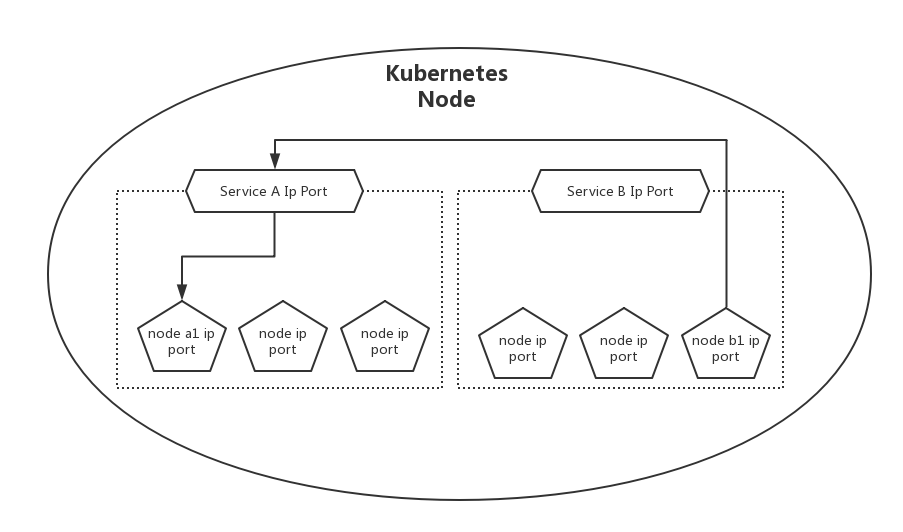 Kubernetes
Node
Service A Ip Port
Service B Ip Port
node a1 ip
port
node ip
port
node ip
port
node ip
port
node ip
port
node b1 ip
port